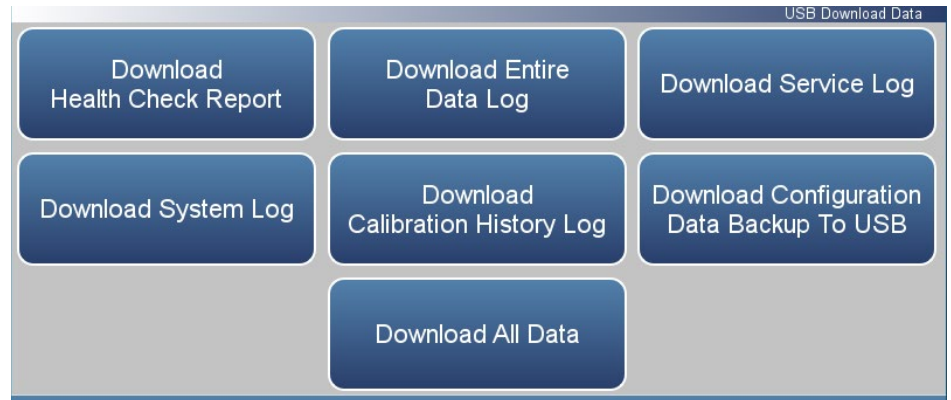 USB Download Data
Download
Health Check Report
Download Entire
Data Log
Download Service Log
Download System Log
Download
Calibration History Log
Download Configuration
Data Backup To USB
Download All Data